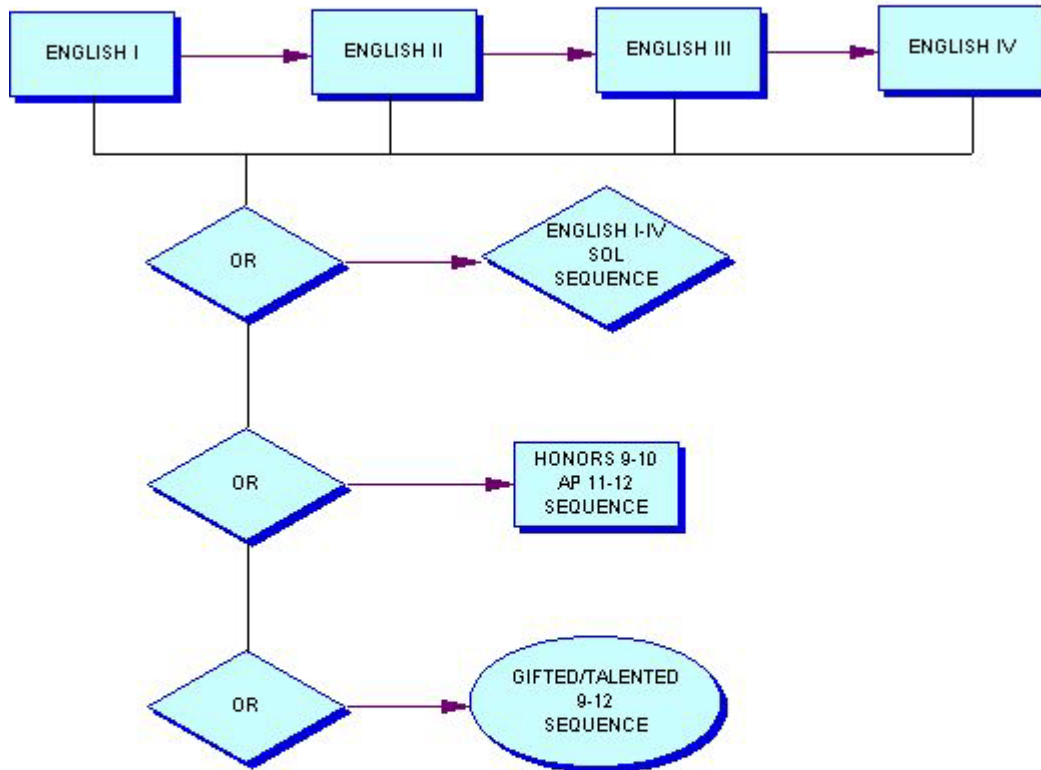 ENGLISH I
ENGLISH II
ENGLISH III
ENGLISH IV
OR
ENGLISH I-IV
SOL
SEQUENCE
OR
HONORS 9-10
AP 11-12
SEQUENCE
OR
GIFTED/TALENTED
9-12
SEQUENCE